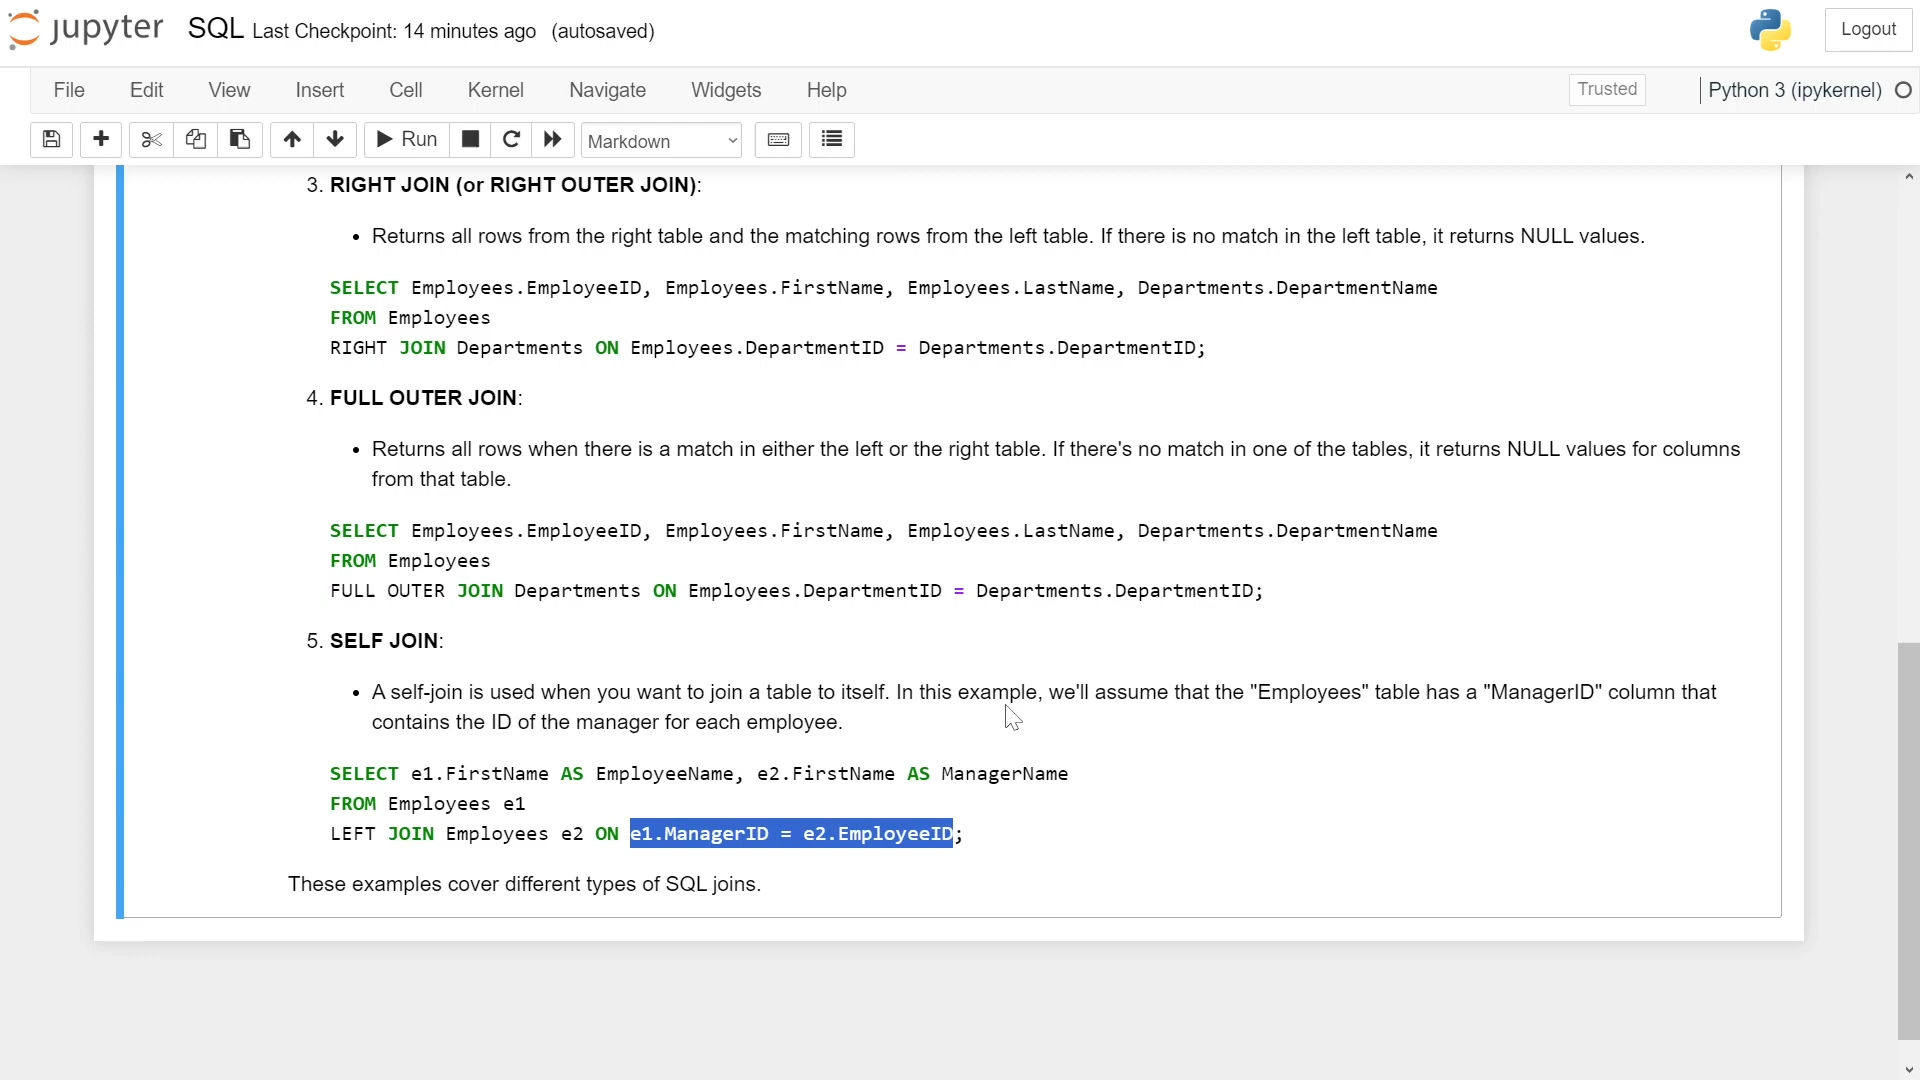 jupyter SQL Last Checkpoint: 14 minutes ago (autosaved) Logout
File Edit View Insert Cell Kernel Navigate Widgets Help Trusted Python 3 (ipykernel)
Run Markdown
3. RIGHT JOIN (or RIGHT OUTER JOIN):
• Returns all rows from the right table and the matching rows from the left table. If there is no match in the left table, it returns NULL values.
SELECT Employees.EmployeeID, Employees.FirstName, Employees.LastName, Departments.DepartmentName
FROM Employees
RIGHT JOIN Departments ON Employees.DepartmentID = Departments.DepartmentID;
4. FULL OUTER JOIN:
• Returns all rows when there is a match in either the left or the right table. If there's no match in one of the tables, it returns NULL values for columns
from that table.
SELECT Employees.EmployeeID, Employees.FirstName, Employees.LastName, Departments.DepartmentName
FROM Employees
FULL OUTER JOIN Departments ON Employees.DepartmentID = Departments.DepartmentID;
5. SELF JOIN:
• A self-join is used when you want to join a table to itself. In this example, we'll assume that the "Employees" table has a "ManagerID" column that
contains the ID of the manager for each employee.
SELECT e1.FirstName AS EmployeeName, e2.FirstName AS ManagerName
FROM Employees e1
LEFT JOIN Employees e2 ON e1.ManagerID = e2.EmployeeID;
These examples cover different types of SQL joins.